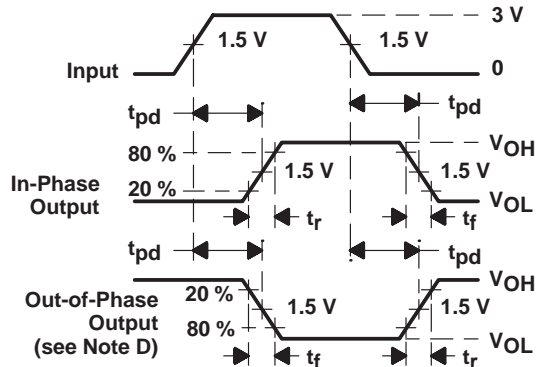 3 V
1.5 V
1.5 V
Input
0
tpd
tpd
80 %
VOH
1.5 V
1.5 V
In-Phase
Output
20 %
VOL
tr
tf
tpd
tpd
VOH
Out-of-Phase
Output
(see Note D)
20 %
1.5 V
1.5 V
80 %
VOL
tf
tr